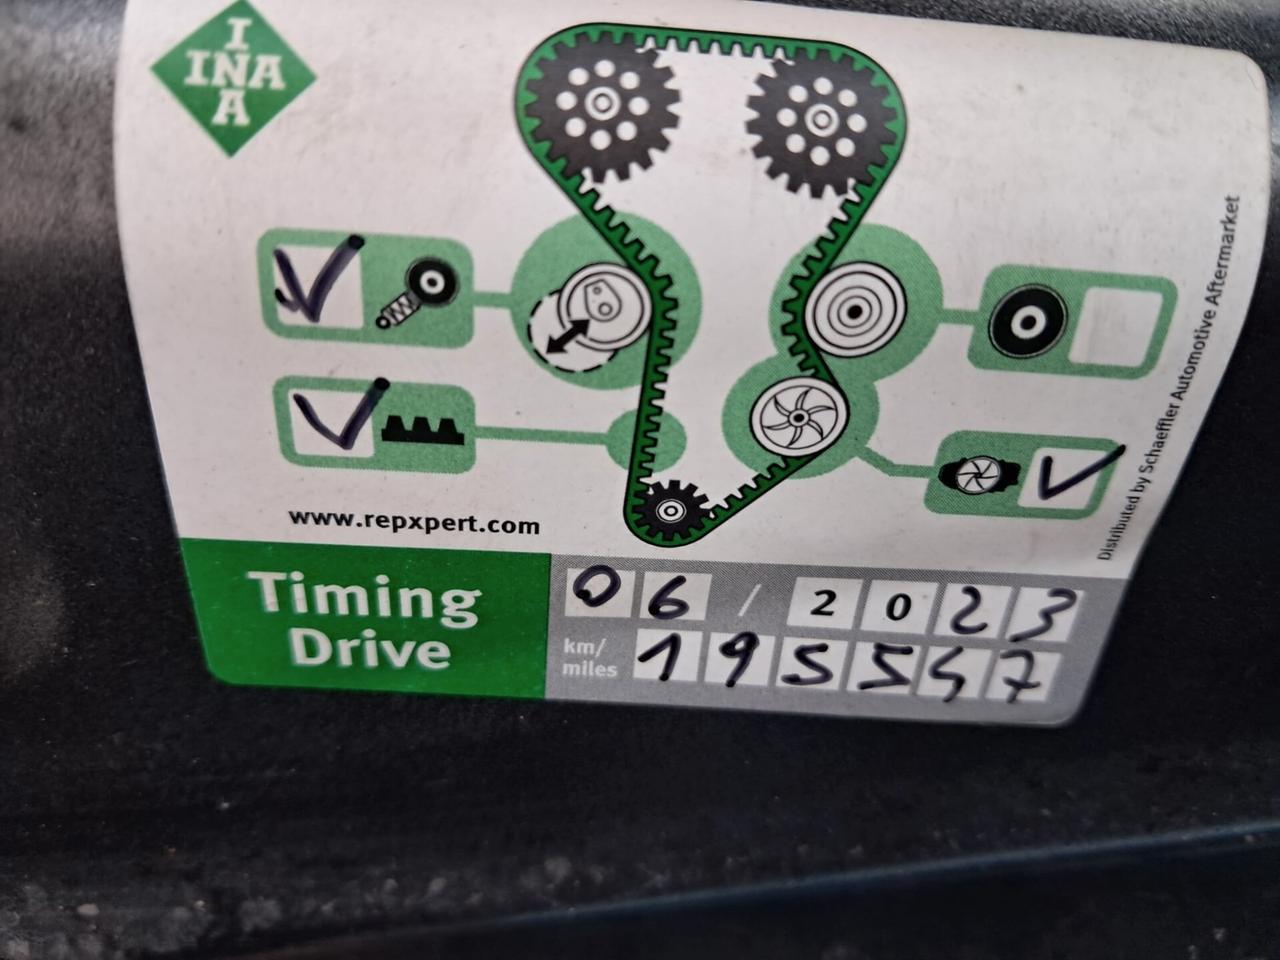 I
INA
A
www.repxpert.com
Distributed by Schaeffler Automotive Aftermarket
Timing
Drive
06 / 2023
km/
miles
195547